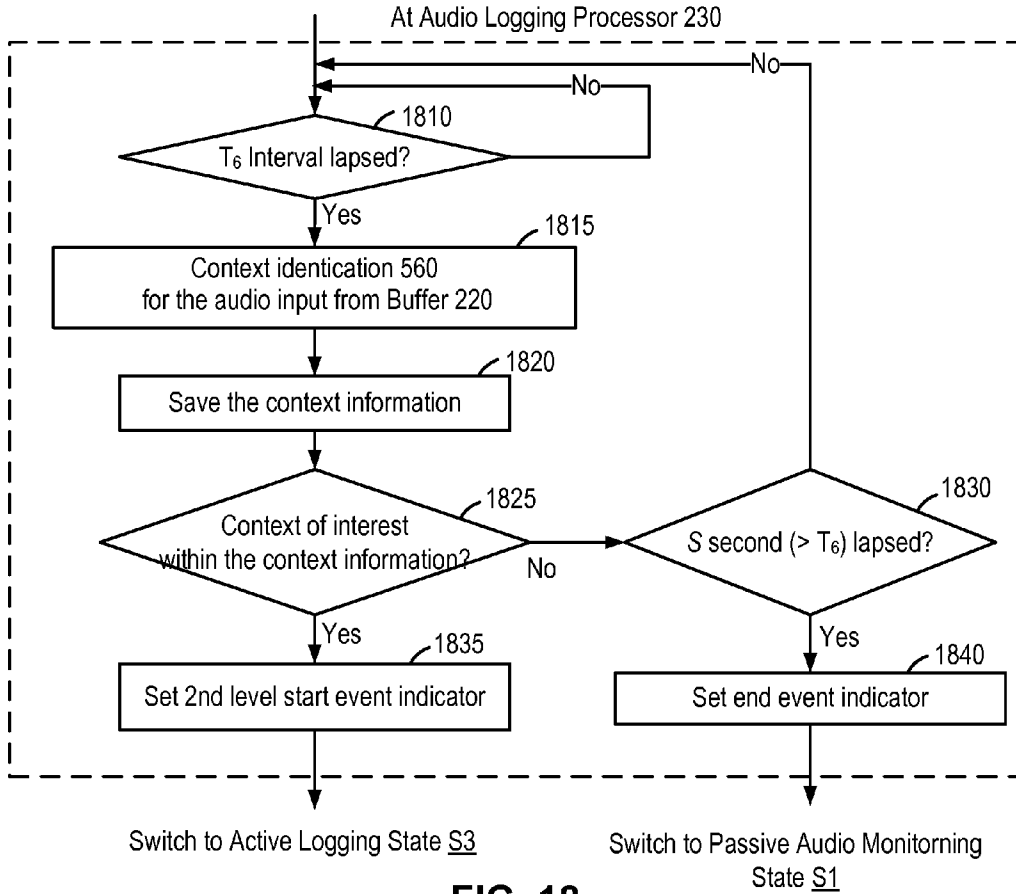 At Audio Logging Processor 230
No
No
1810
T6 Interval lapsed?
Yes
1815
Context identication 560
for the audio input from Buffer 220
1820
Save the context information
1825
Context of interest
within the context information?
No
1830
S second (> T6) lapsed?
Yes
1835
Set 2nd level start event indicator
Yes
1840
Set end event indicator
Switch to Active Logging State S3
Switch to Passive Audio Monitorning
State S1
FIG. 18